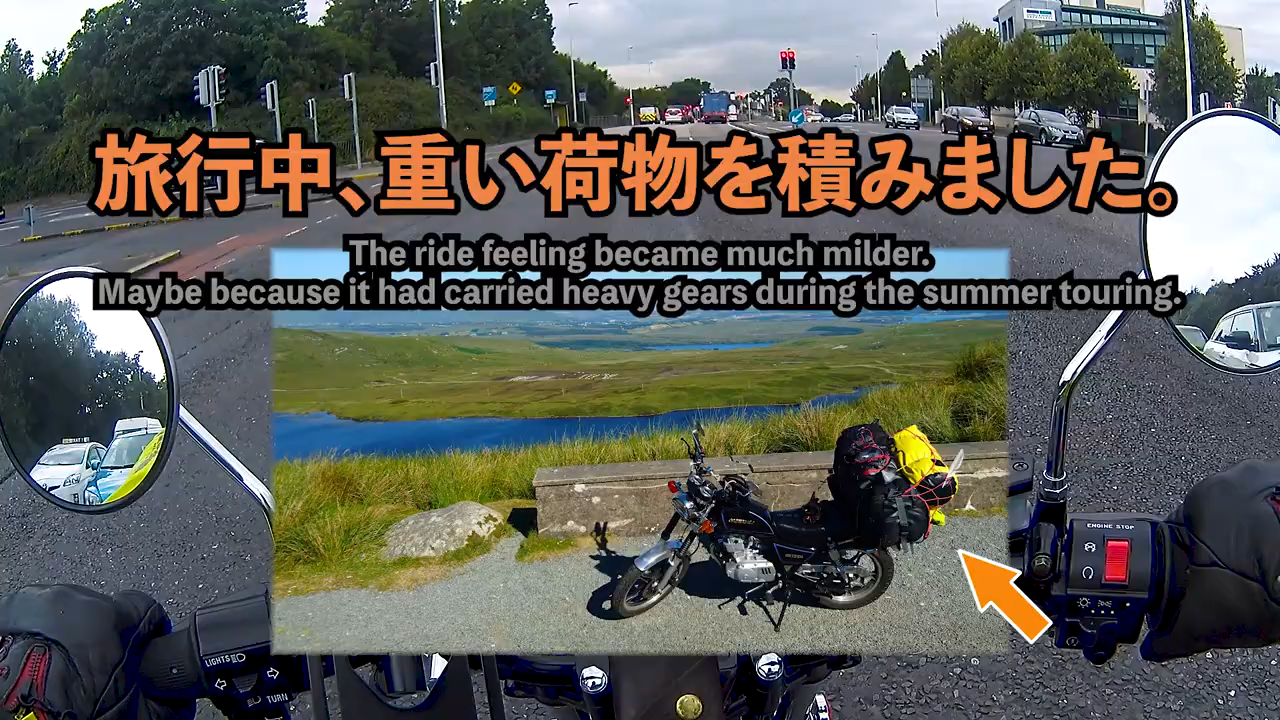 旅行中、重い荷物を積みました。
The ride feeling became much milder.
Maybe because it had carried heavy gears during the summer touring.
ENGINE STOP
LIGHTS
TURN